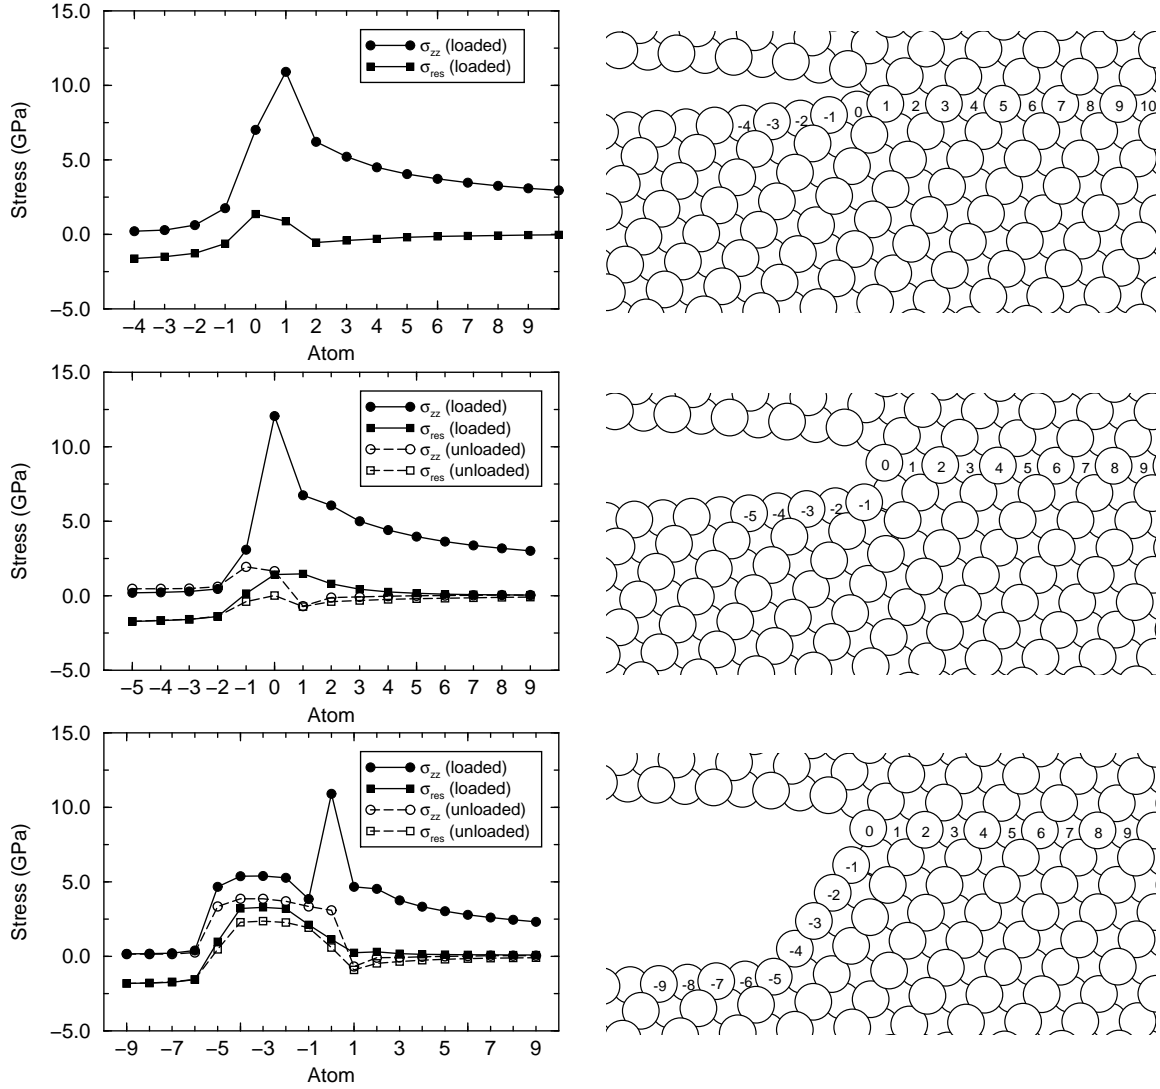 15.0
10.0
5.0
0.0
−5.0
Stress (GPa)
σzz (loaded)
σres (loaded)
−4 −3 −2 −1 0 1 2 3 4 5 6 7 8 9
Atom
-4 -3 -2 -1 0 1 2 3 4 5 6 7 8 9 10
15.0
10.0
5.0
0.0
−5.0
Stress (GPa)
σzz (loaded)
σres (loaded)
σzz (unloaded)
σres (unloaded)
−5 −4 −3 −2 −1 0 1 2 3 4 5 6 7 8 9
Atom
-5 -4 -3 -2 -1 0 1 2 3 4 5 6 7 8 9
15.0
10.0
5.0
0.0
−5.0
Stress (GPa)
σzz (loaded)
σres (loaded)
σzz (unloaded)
σres (unloaded)
−9 −7 −5 −3 −1 1 3 5 7 9
Atom
0 1 2 3 4 5 6 7 8 9
-1
-2
-3
-4
-9 -8 -7 -6 -5